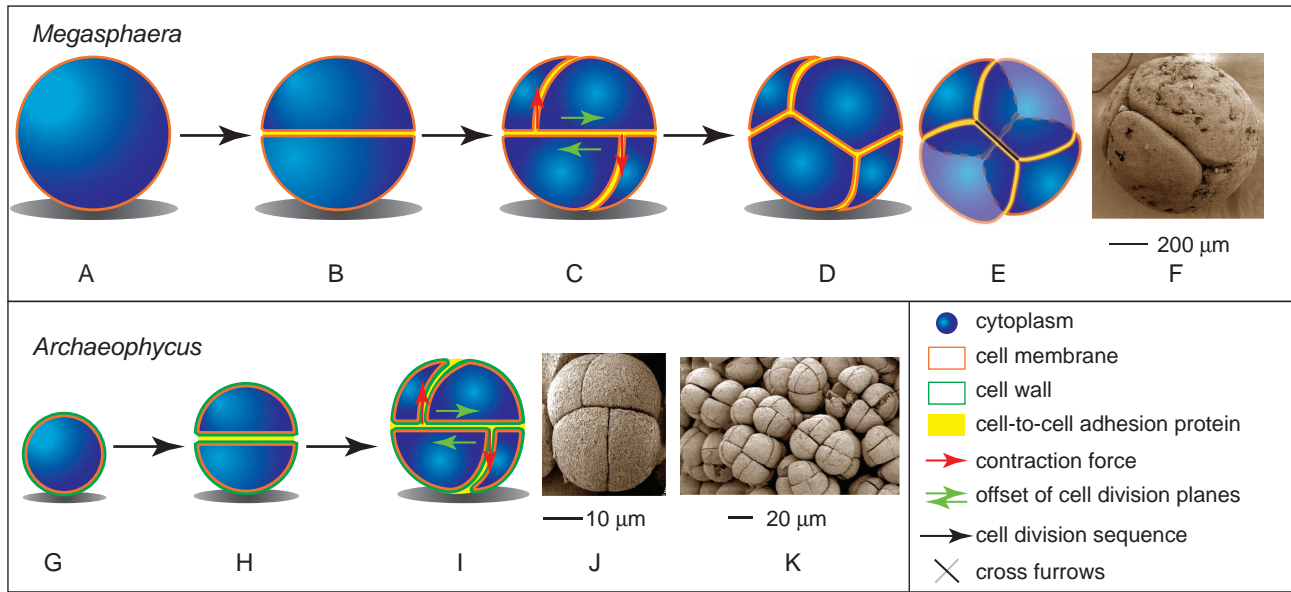 Megasphaera
200 μm
A B C D E F
Archaeophycus
10 μm 20 μm
G H I J K
cytoplasm
cell membrane
cell wall
cell-to-cell adhesion protein
contraction force
offset of cell division planes
cell division sequence
cross furrows